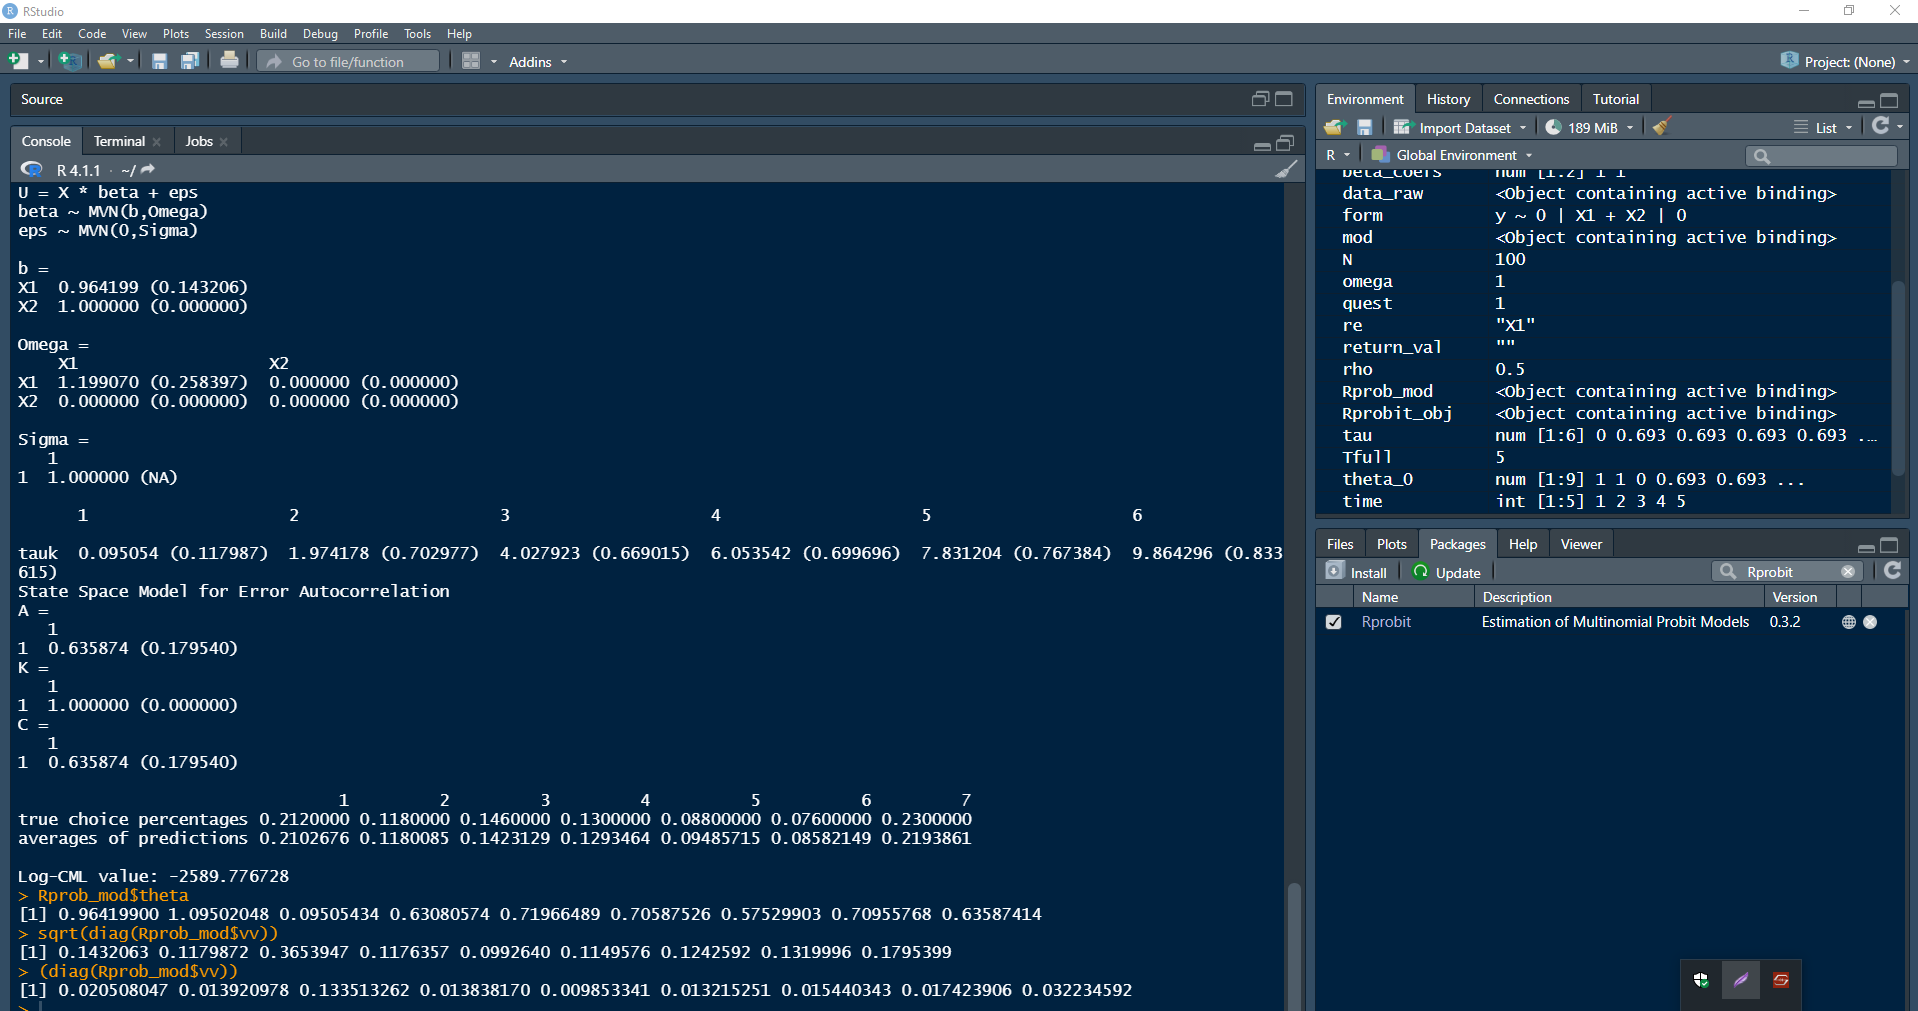 RStudio
File Edit Code View Plots Session Build Debug Profile Tools Help
Go to file/function Addins Project: (None)
Source
Console Terminal Jobs
R 4.1.1 · ~/
U = X * beta + eps
beta ~ MVN(b,Omega)
eps ~ MVN(0,Sigma)
b =
X1 0.964199 (0.143206)
X2 1.000000 (0.000000)
Omega =
X1 X2
X1 1.199070 (0.258397) 0.000000 (0.000000)
X2 0.000000 (0.000000) 0.000000 (0.000000)
Sigma =
1
1 1.000000 (NA)
1 2 3 4 5 6
tauk 0.095054 (0.117987) 1.974178 (0.702977) 4.027923 (0.669015) 6.053542 (0.699696) 7.831204 (0.767384) 9.864296 (0.833
615)
State Space Model for Error Autocorrelation
A =
1
1 0.635874 (0.179540)
K =
1
1 1.000000 (0.000000)
C =
1
1 0.635874 (0.179540)
1 2 3 4 5 6 7
true choice percentages 0.2120000 0.1180000 0.1460000 0.1300000 0.08800000 0.07600000 0.2300000
averages of predictions 0.2102676 0.1180085 0.1423129 0.1293464 0.09485715 0.08582149 0.2193861
Log-CML value: -2589.776728
> Rprob_mod$theta
[1] 0.96419900 1.09502048 0.09505434 0.63080574 0.71966489 0.70587526 0.57529903 0.70955768 0.63587414
> sqrt(diag(Rprob_mod$vv))
[1] 0.1432063 0.1179872 0.3653947 0.1176357 0.0992640 0.1149576 0.1242592 0.1319996 0.1795399
> (diag(Rprob_mod$vv))
[1] 0.020508047 0.013920978 0.133513262 0.013838170 0.009853341 0.013215251 0.015440343 0.017423906 0.032234592
>
Environment History Connections Tutorial
Import Dataset 189 MiB List
R Global Environment
beta_coefs num [1:2] 1 1
data_raw <Object containing active binding>
form y ~ 0 | X1 + X2 | 0
mod <Object containing active binding>
N 100
omega 1
quest 1
re "X1"
return_val ""
rho 0.5
Rprob_mod <Object containing active binding>
Rprobit_obj <Object containing active binding>
tau num [1:6] 0 0.693 0.693 0.693 0.693 ...
Tfull 5
theta_0 num [1:9] 1 1 0 0.693 0.693 ...
time int [1:5] 1 2 3 4 5
Files Plots Packages Help Viewer
Install Update Rprobit
Name Description Version
Rprobit Estimation of Multinomial Probit Models 0.3.2